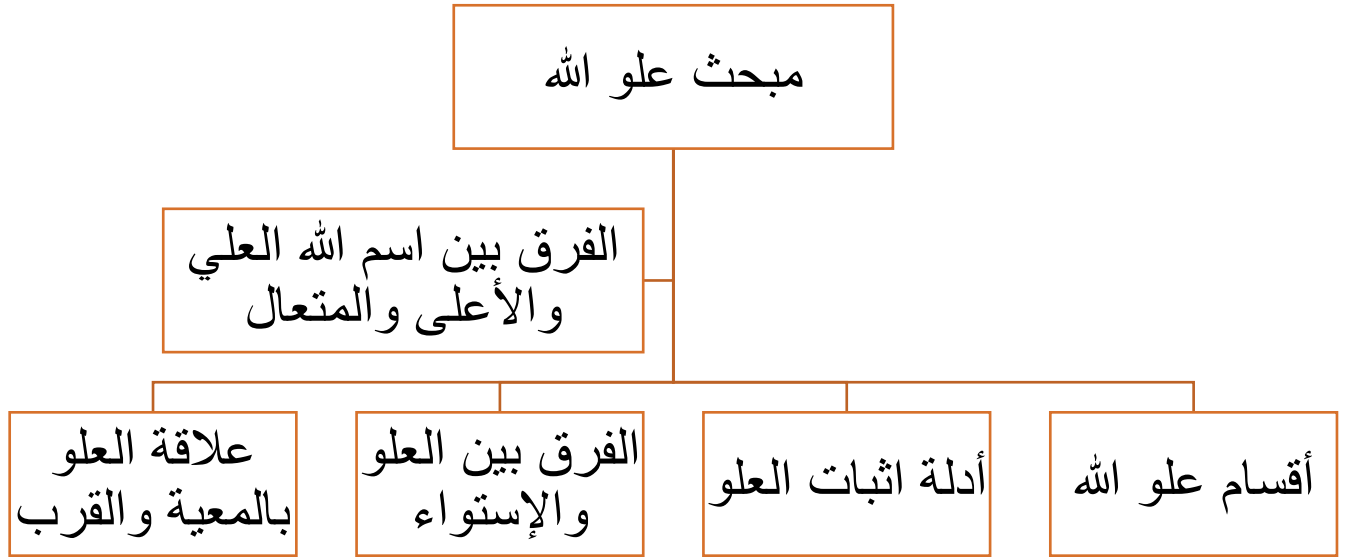 مبحث علو الله
الفرق بين اسم الله العلي
والأعلى والمتعال
أقسام علو الله
أدلة اثبات العلو
الفرق بين العلو
والإستواء
علاقة العلو
بالمعية والقرب